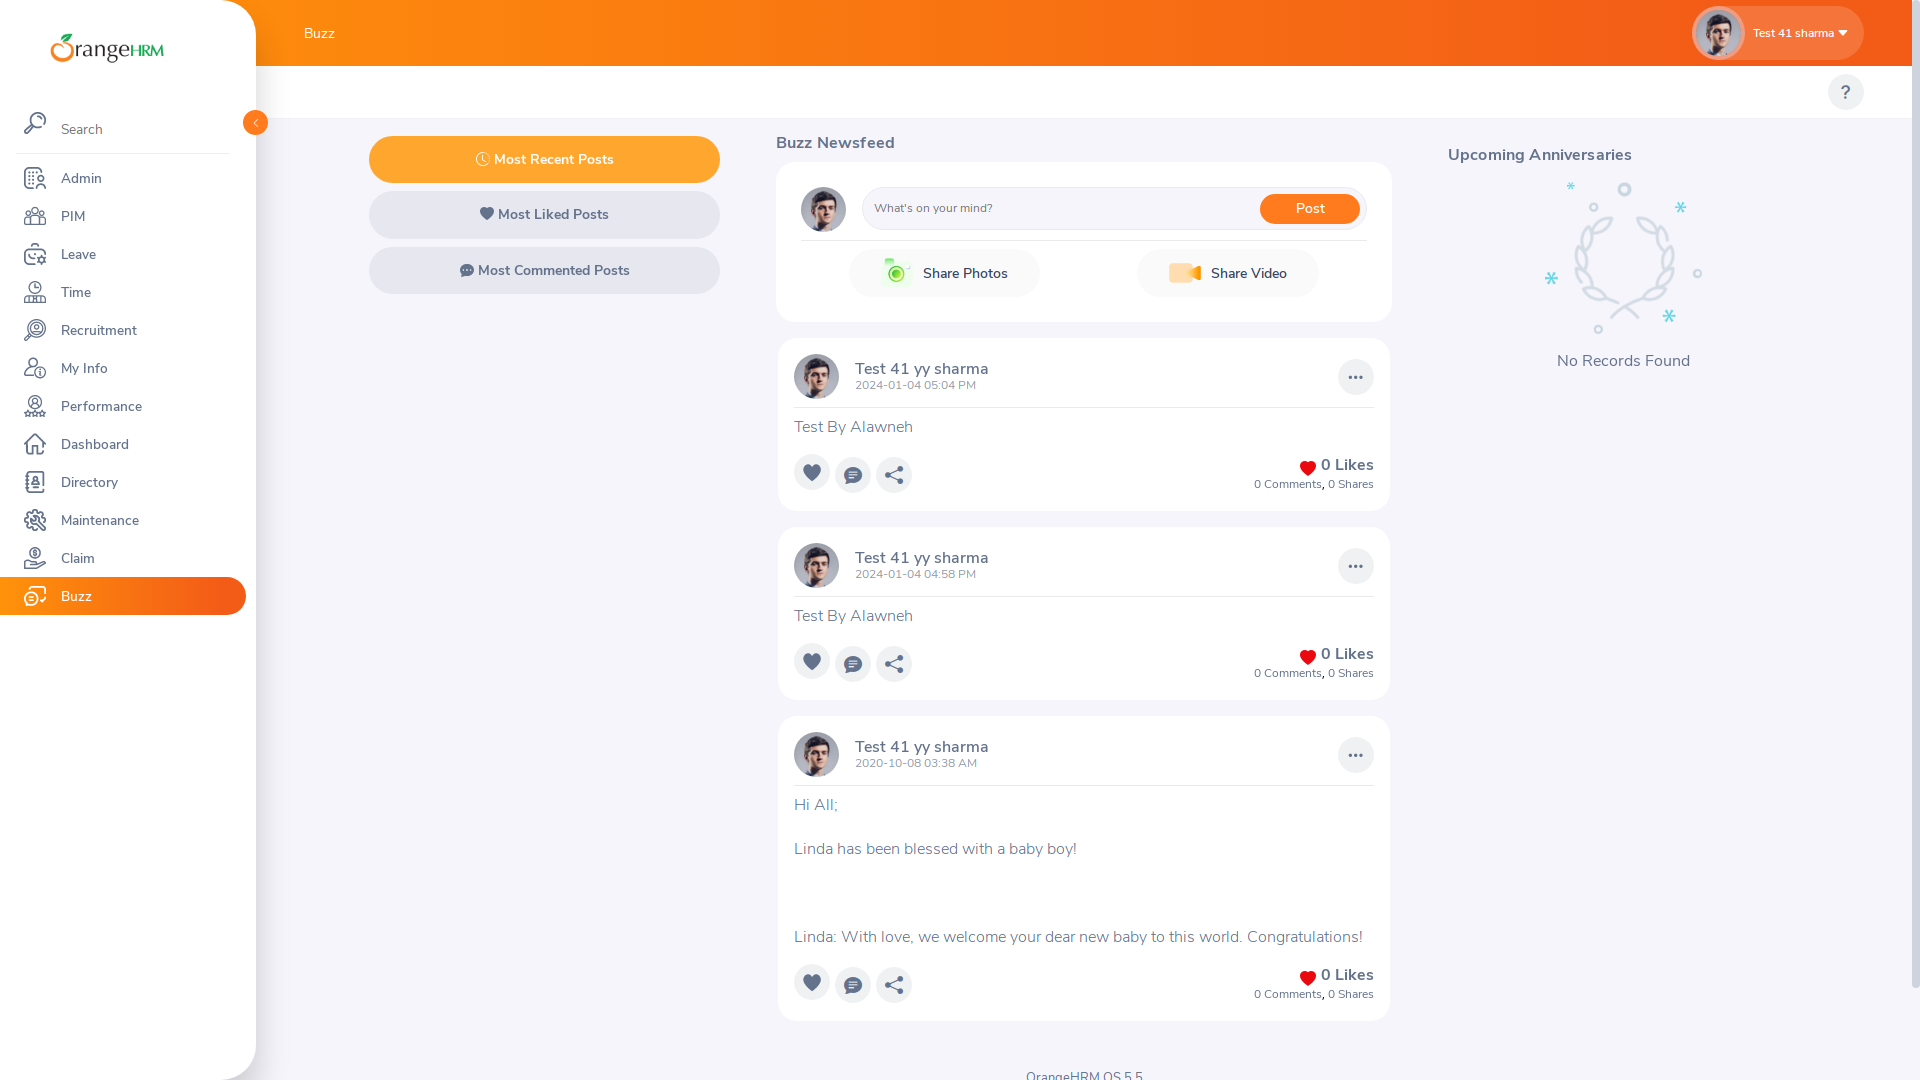 OrangeHRM
Search
Admin
PIM
Leave
Time
Recruitment
My Info
Performance
Dashboard
Directory
Maintenance
Claim
Buzz
Buzz
Test 41 sharma
?
Most Recent Posts
Most Liked Posts
Most Commented Posts
Buzz Newsfeed
What's on your mind?
Post
Share Photos
Share Video
Test 41 yy sharma
2024-01-04 05:04 PM
Test By Alawneh
0 Likes
0 Comments, 0 Shares
Test 41 yy sharma
2024-01-04 04:58 PM
Test By Alawneh
0 Likes
0 Comments, 0 Shares
Test 41 yy sharma
2020-10-08 03:38 AM
Hi All;
Linda has been blessed with a baby boy!
Linda: With love, we welcome your dear new baby to this world. Congratulations!
0 Likes
0 Comments, 0 Shares
OrangeHRM OS 5.5
Upcoming Anniversaries
No Records Found